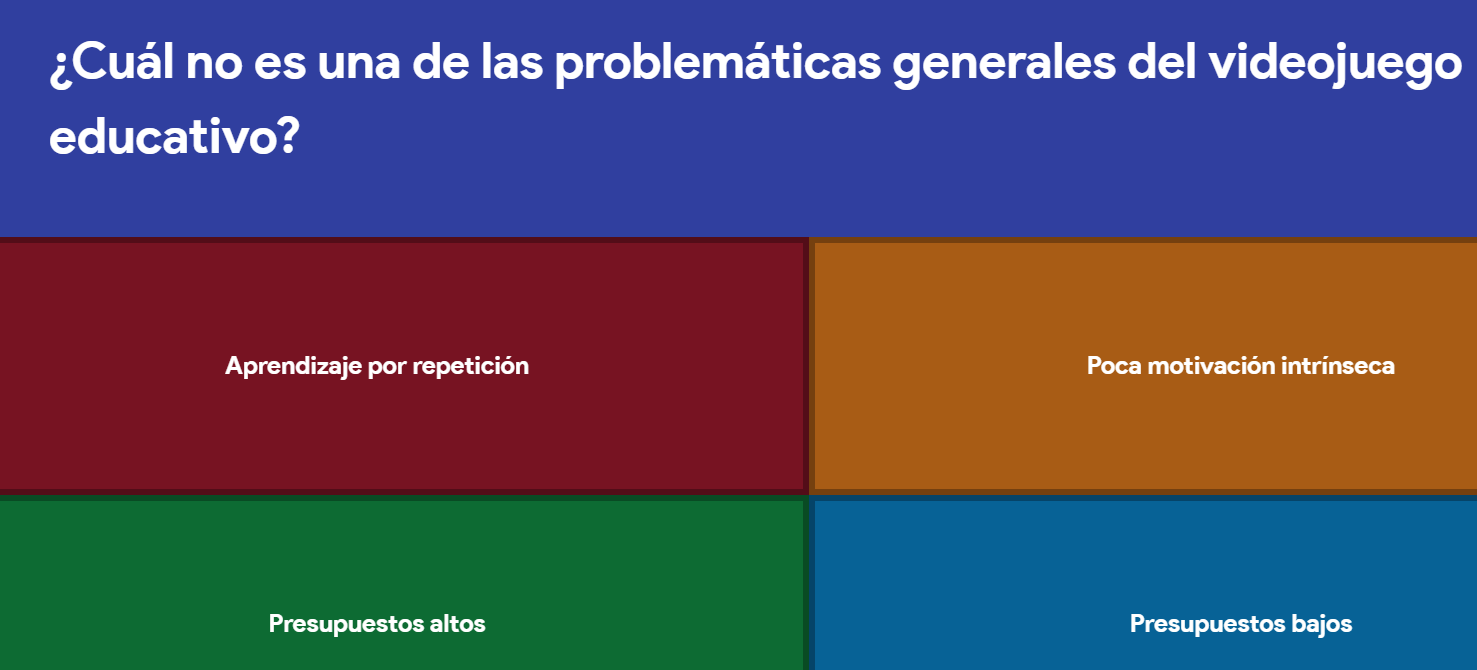 ¿Cuál no es una de las problemáticas generales del videojuego
educativo?
Aprendizaje por repetición
Poca motivación intrínseca
Presupuestos altos
Presupuestos bajos